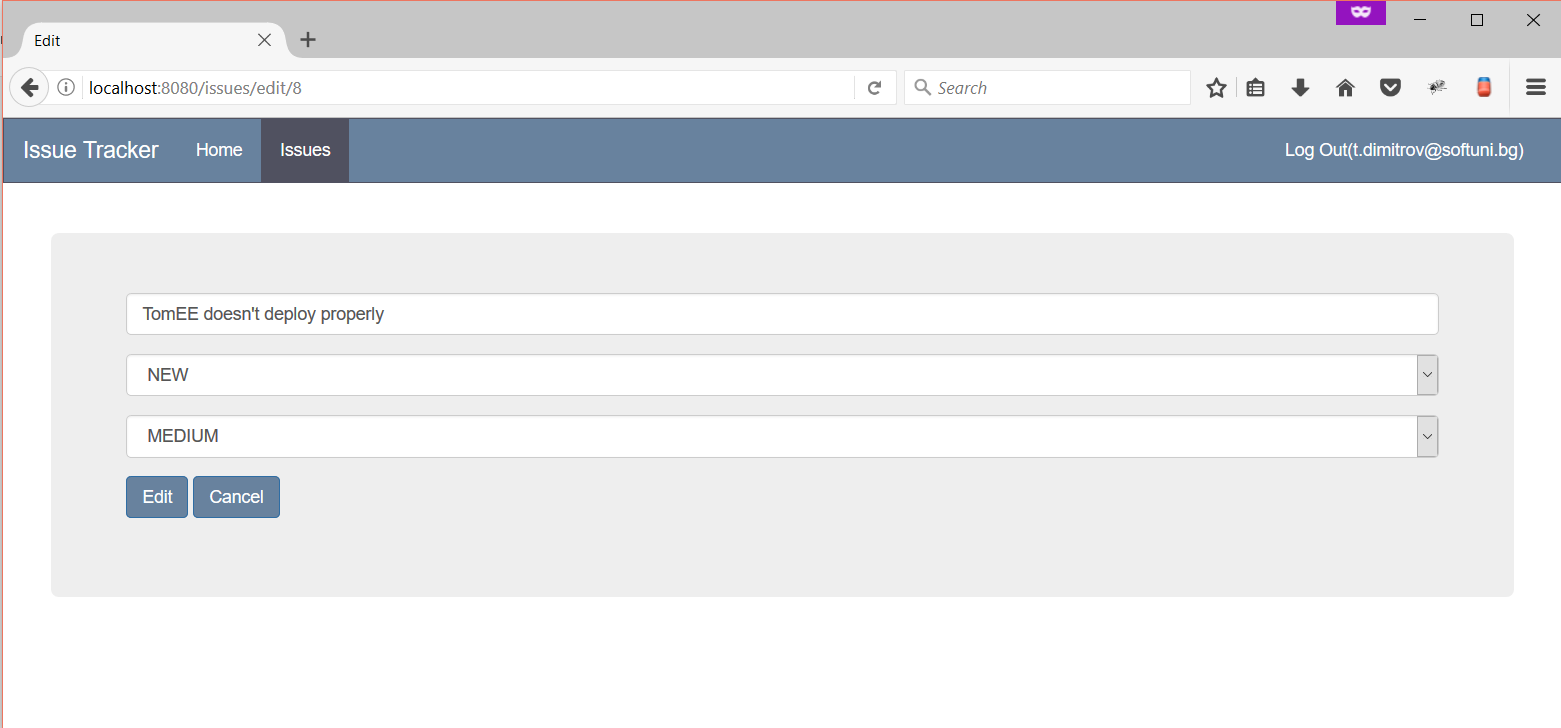 Edit
localhost:8080/issues/edit/8
Search
Issue Tracker Home Issues Log Out(t.dimitrov@softuni.bg)
TomEE doesn't deploy properly
NEW
MEDIUM
Edit Cancel